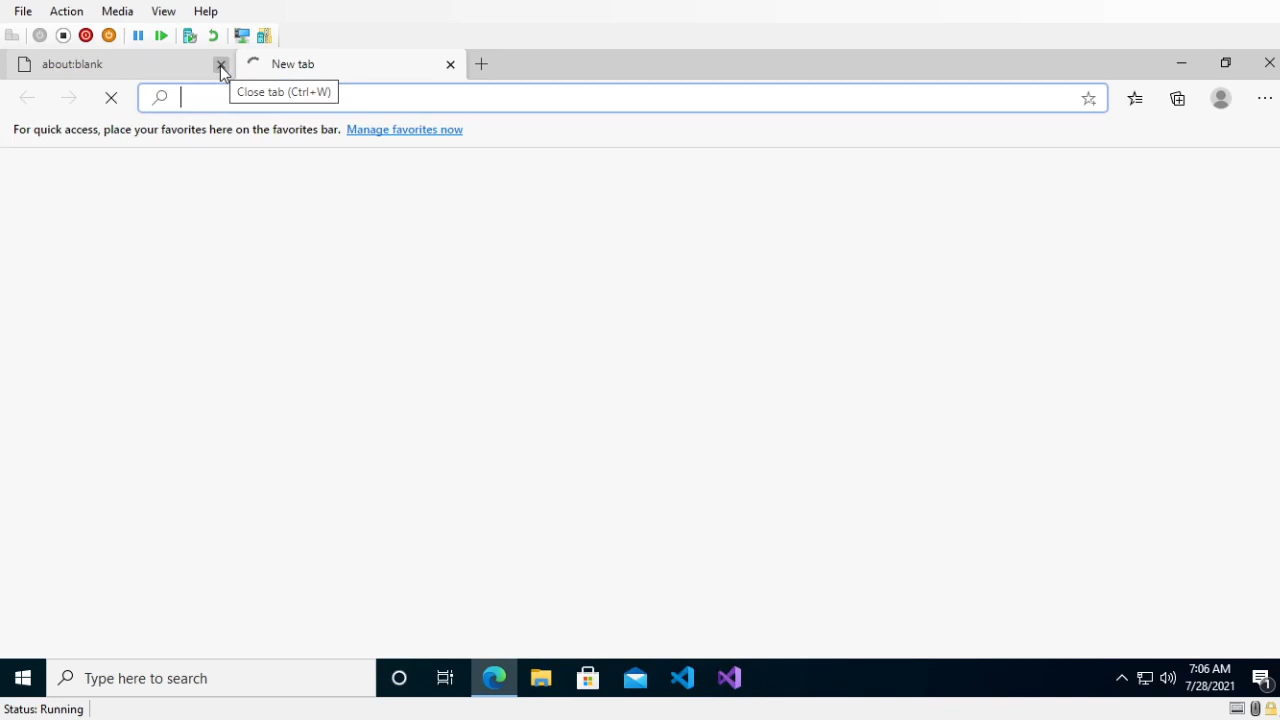 File Action Media View Help
about:blank
New tab
Close tab (Ctrl+W)
For quick access, place your favorites here on the favorites bar. Manage favorites now
Type here to search
7:06 AM
7/28/2021
1
Status: Running